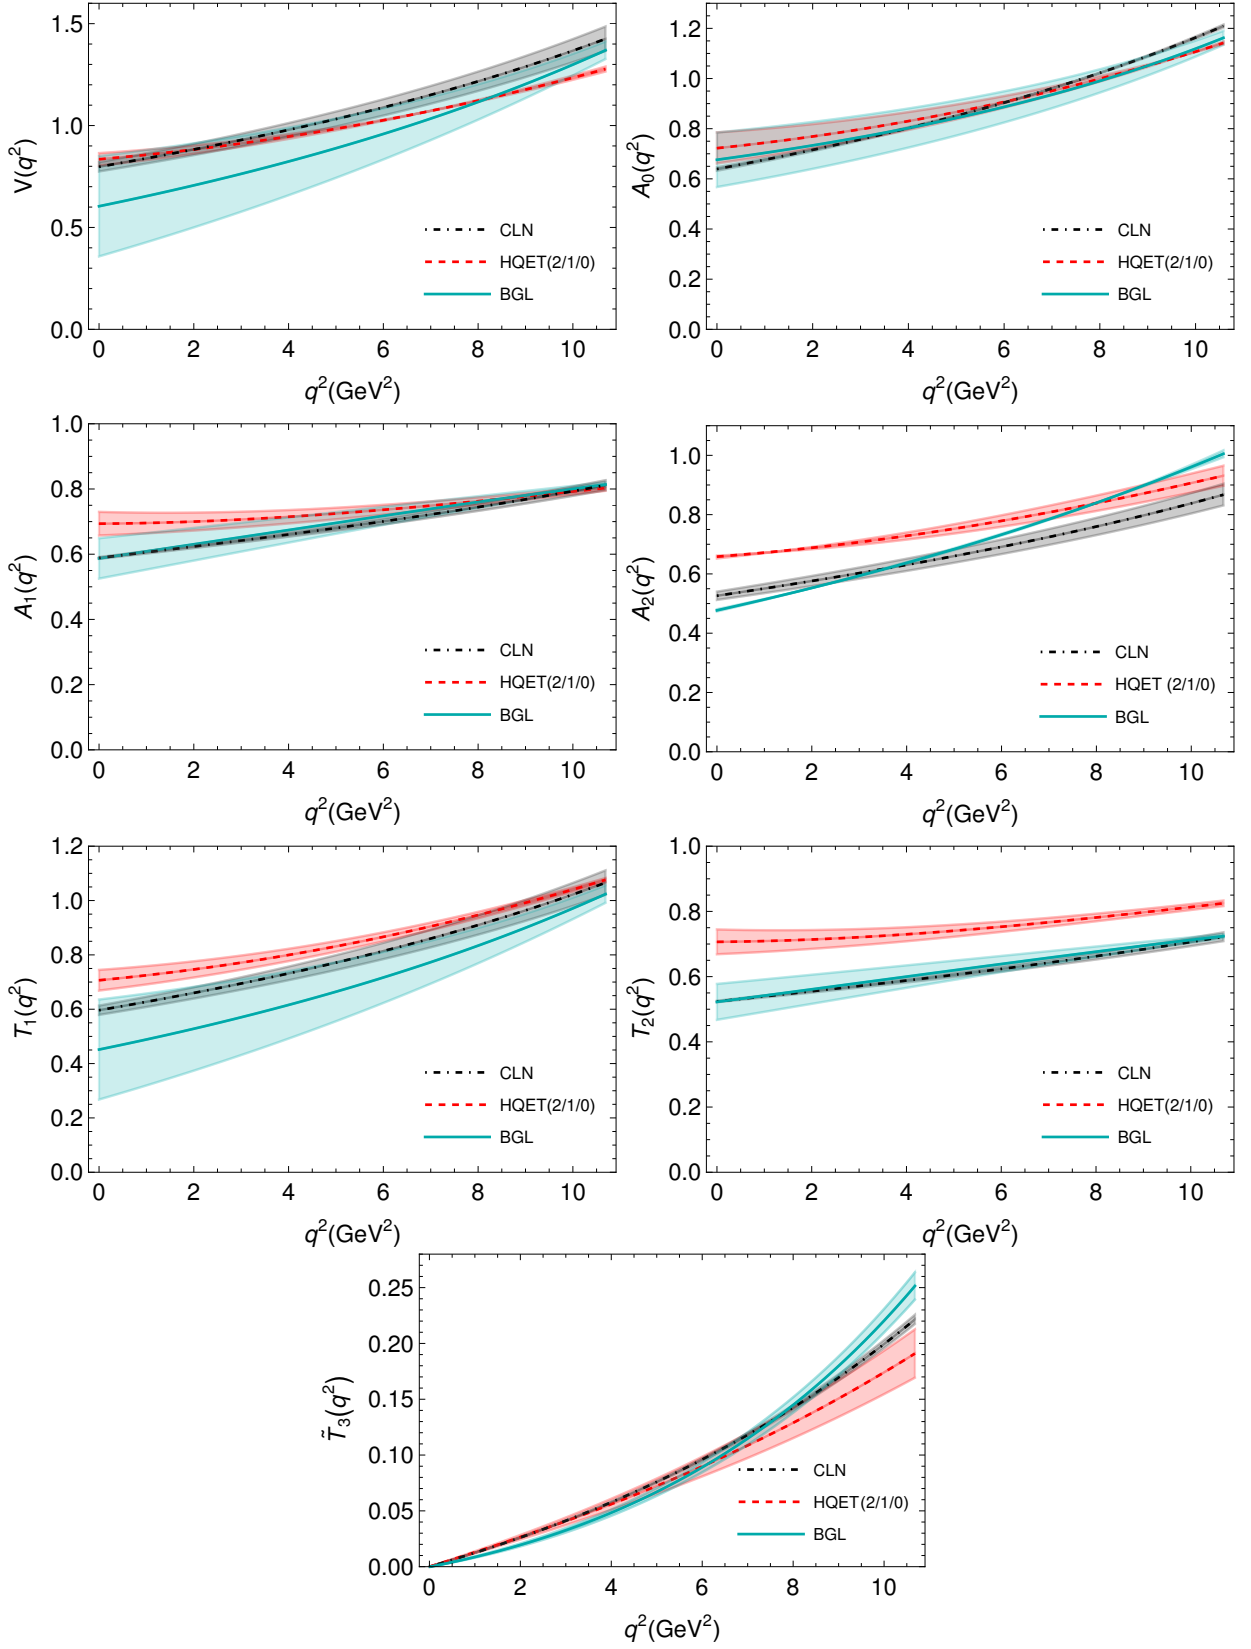 V(q²)
1.5
1.0
0.5
0.0
0 2 4 6 8 10
q²(GeV²)
CLN
HQET(2/1/0)
BGL
A₀(q²)
1.2
1.0
0.8
0.6
0.4
0.2
0.0
0 2 4 6 8 10
q²(GeV²)
CLN
HQET(2/1/0)
BGL
A₁(q²)
1.0
0.8
0.6
0.4
0.2
0.0
0 2 4 6 8 10
q²(GeV²)
CLN
HQET(2/1/0)
BGL
A₂(q²)
1.0
0.8
0.6
0.4
0.2
0.0
0 2 4 6 8 10
q²(GeV²)
CLN
HQET (2/1/0)
BGL
T₁(q²)
1.2
1.0
0.8
0.6
0.4
0.2
0.0
0 2 4 6 8 10
q²(GeV²)
CLN
HQET(2/1/0)
BGL
T₂(q²)
1.0
0.8
0.6
0.4
0.2
0.0
0 2 4 6 8 10
q²(GeV²)
CLN
HQET(2/1/0)
BGL
T̃₃(q²)
0.25
0.20
0.15
0.10
0.05
0.00
0 2 4 6 8 10
q²(GeV²)
CLN
HQET(2/1/0)
BGL